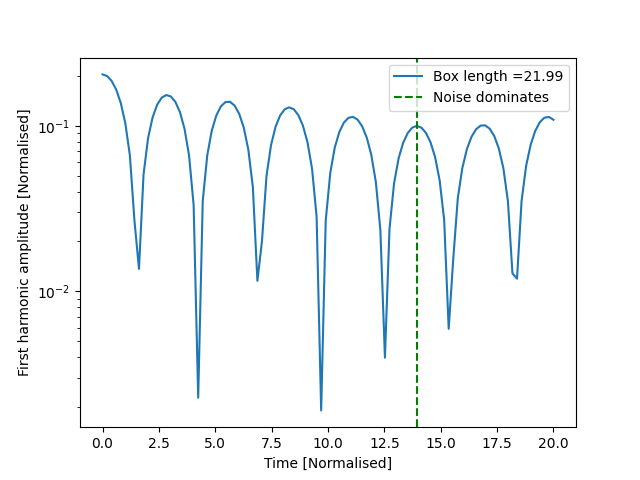 Box length =21.99
Noise dominates
First harmonic amplitude [Normalised]
10⁻¹
10⁻²
0.0 2.5 5.0 7.5 10.0 12.5 15.0 17.5 20.0
Time [Normalised]